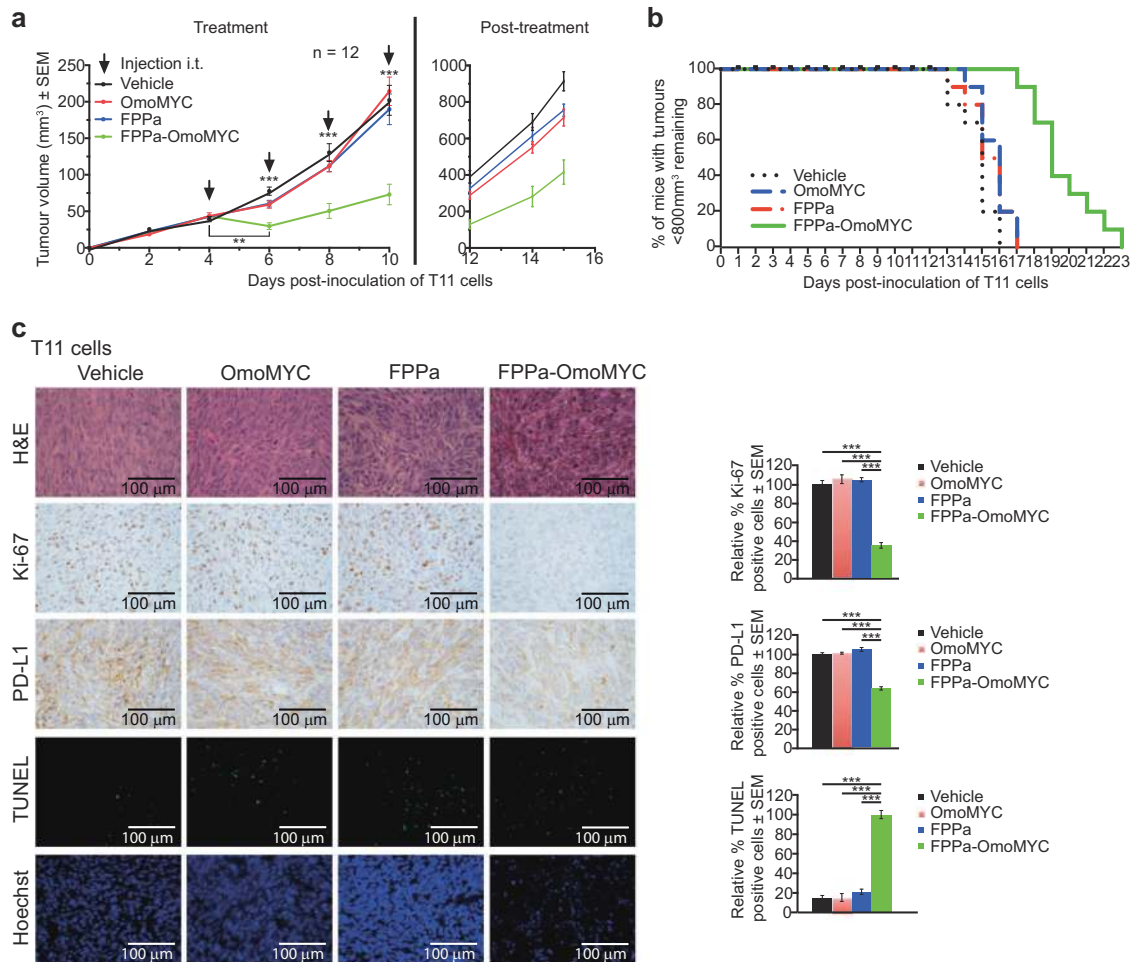 a
Treatment
Post-treatment
n = 12
Injection i.t.
Vehicle
OmoMYC
FPPa
FPPa-OmoMYC
***
***
***
**
Tumour volume (mm³) ± SEM
250
200
150
100
50
0
0 2 4 6 8 10
1000
800
600
400
200
0
12 14 16
Days post-inoculation of T11 cells
b
% of mice with tumours
<800mm³ remaining
100
80
60
40
20
0
Vehicle
OmoMYC
FPPa
FPPa-OmoMYC
0 1 2 3 4 5 6 7 8 9 10 11 12 13 14 15 16 17 18 19 20 21 22 23
Days post-inoculation of T11 cells
c
T11 cells
Vehicle OmoMYC FPPa FPPa-OmoMYC
H&E
100 µm 100 µm 100 µm 100 µm
Ki-67
100 µm 100 µm 100 µm 100 µm
PD-L1
100 µm 100 µm 100 µm 100 µm
TUNEL
100 µm 100 µm 100 µm 100 µm
Hoechst
100 µm 100 µm 100 µm 100 µm
Relative % Ki-67
positive cells ± SEM
120
100
80
60
40
20
0
***
***
***
Vehicle
OmoMYC
FPPa
FPPa-OmoMYC
Relative % PD-L1
positive cells ± SEM
120
100
80
60
40
20
0
***
***
***
Vehicle
OmoMYC
FPPa
FPPa-OmoMYC
Relative % TUNEL
positive cells ± SEM
120
100
80
60
40
20
0
***
***
***
Vehicle
OmoMYC
FPPa
FPPa-OmoMYC